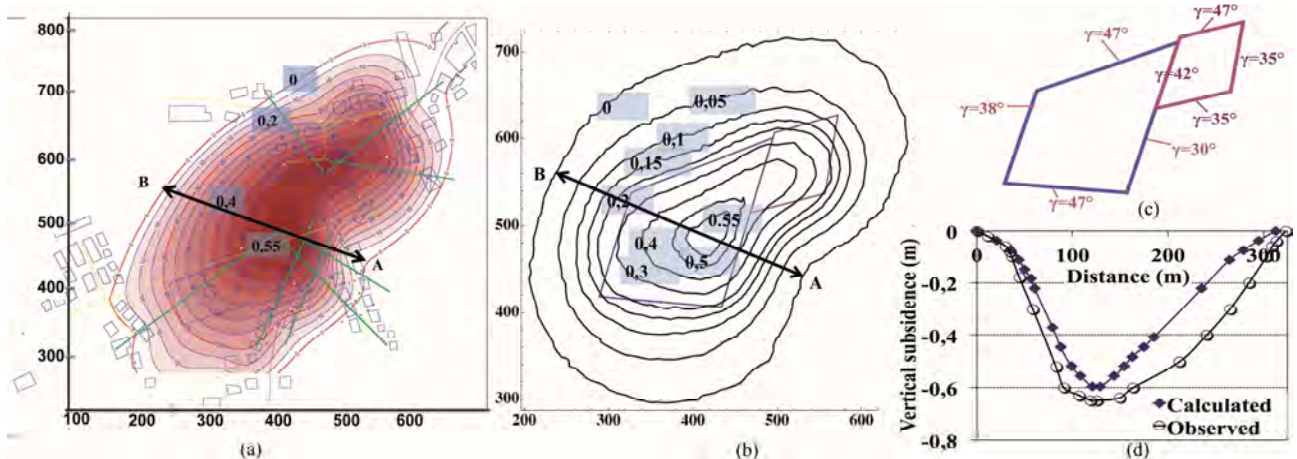 800
700
600
500
400
300
100 200 300 400 500 600
0
0,2
0,4
0,55
B
A
(a)
700
600
500
400
300
200 300 400 500 600
0
0,05
0,1
0,15
0,2
0,4
0,3
0,5
0.55
B
A
(b)
γ=47°
γ=47°
γ=42°
γ=35°
γ=38°
γ=35°
γ=30°
γ=47°
(c)
Vertical subsidence (m)
0
-0,2
-0,4
-0,6
-0,8
0 100 200 300
Distance (m)
Calculated
Observed
(d)